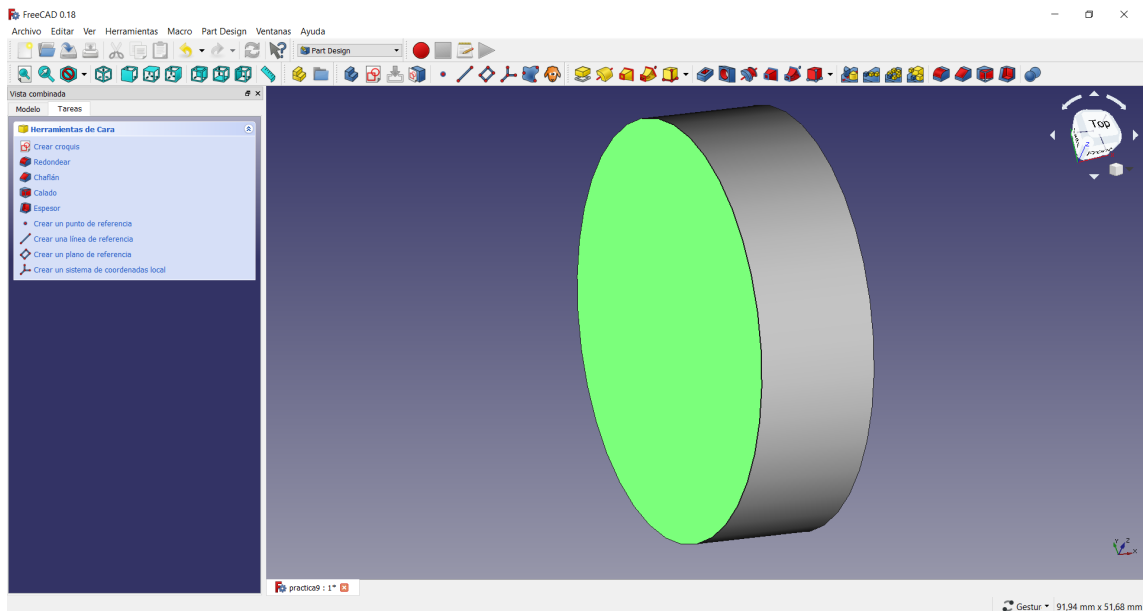 FreeCAD 0.18
Archivo Editar Ver Herramientas Macro Part Design Ventanas Ayuda
Part Design
Vista combinada
Modelo Tareas
Herramientas de Cara
Crear croquis
Redondear
Chaflán
Calado
Espesor
Crear un punto de referencia
Crear una línea de referencia
Crear un plano de referencia
Crear un sistema de coordenadas local
Top
Z
Y Z
X
practica9 : 1*
Gestur 91,94 mm x 51,68 mm